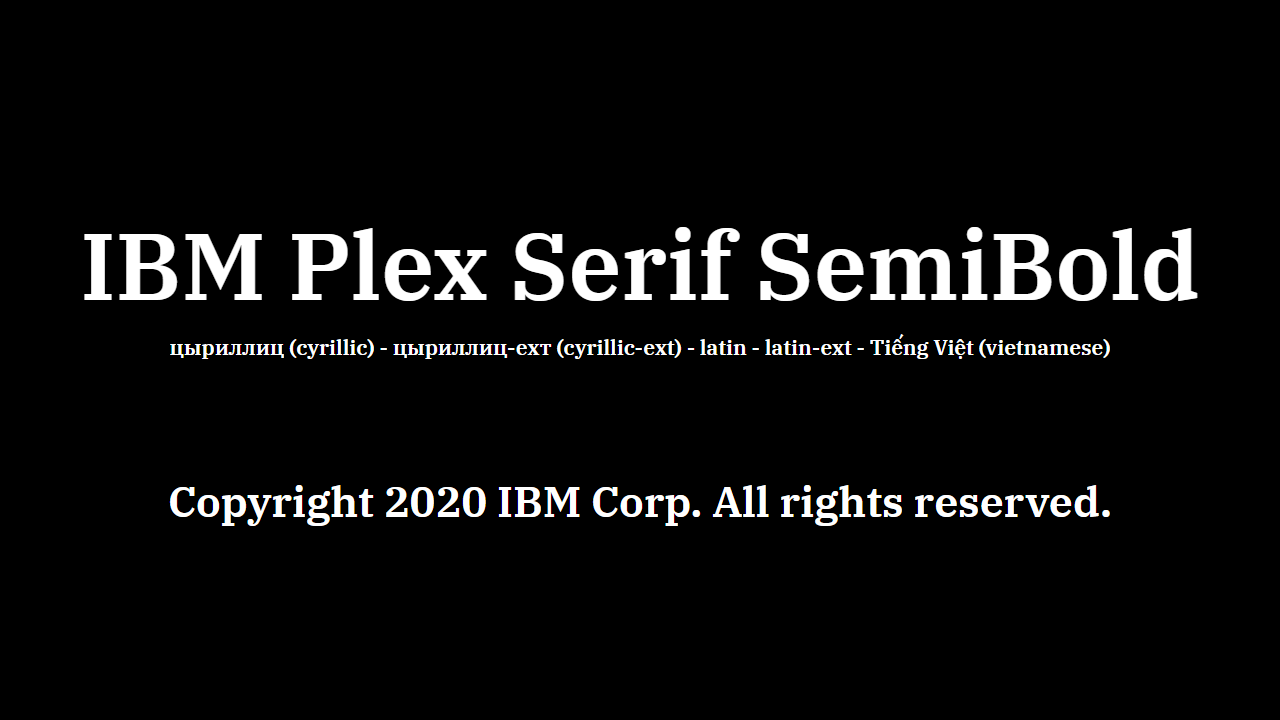 IBM Plex Serif SemiBold
цыриллиц (cyrillic) - цыриллиц-ехт (cyrillic-ext) - latin - latin-ext - Tiếng Việt (vietnamese)
Copyright 2020 IBM Corp. All rights reserved.